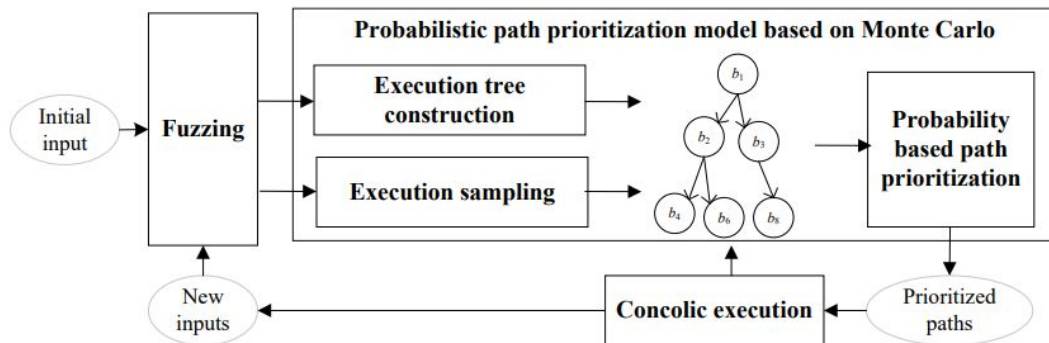 Probabilistic path prioritization model based on Monte Carlo
Initial
input
Fuzzing
Execution tree
construction
Execution sampling
b1
b2
b3
b4
b6
b8
Probability
based path
prioritization
New
inputs
Concolic execution
Prioritized
paths